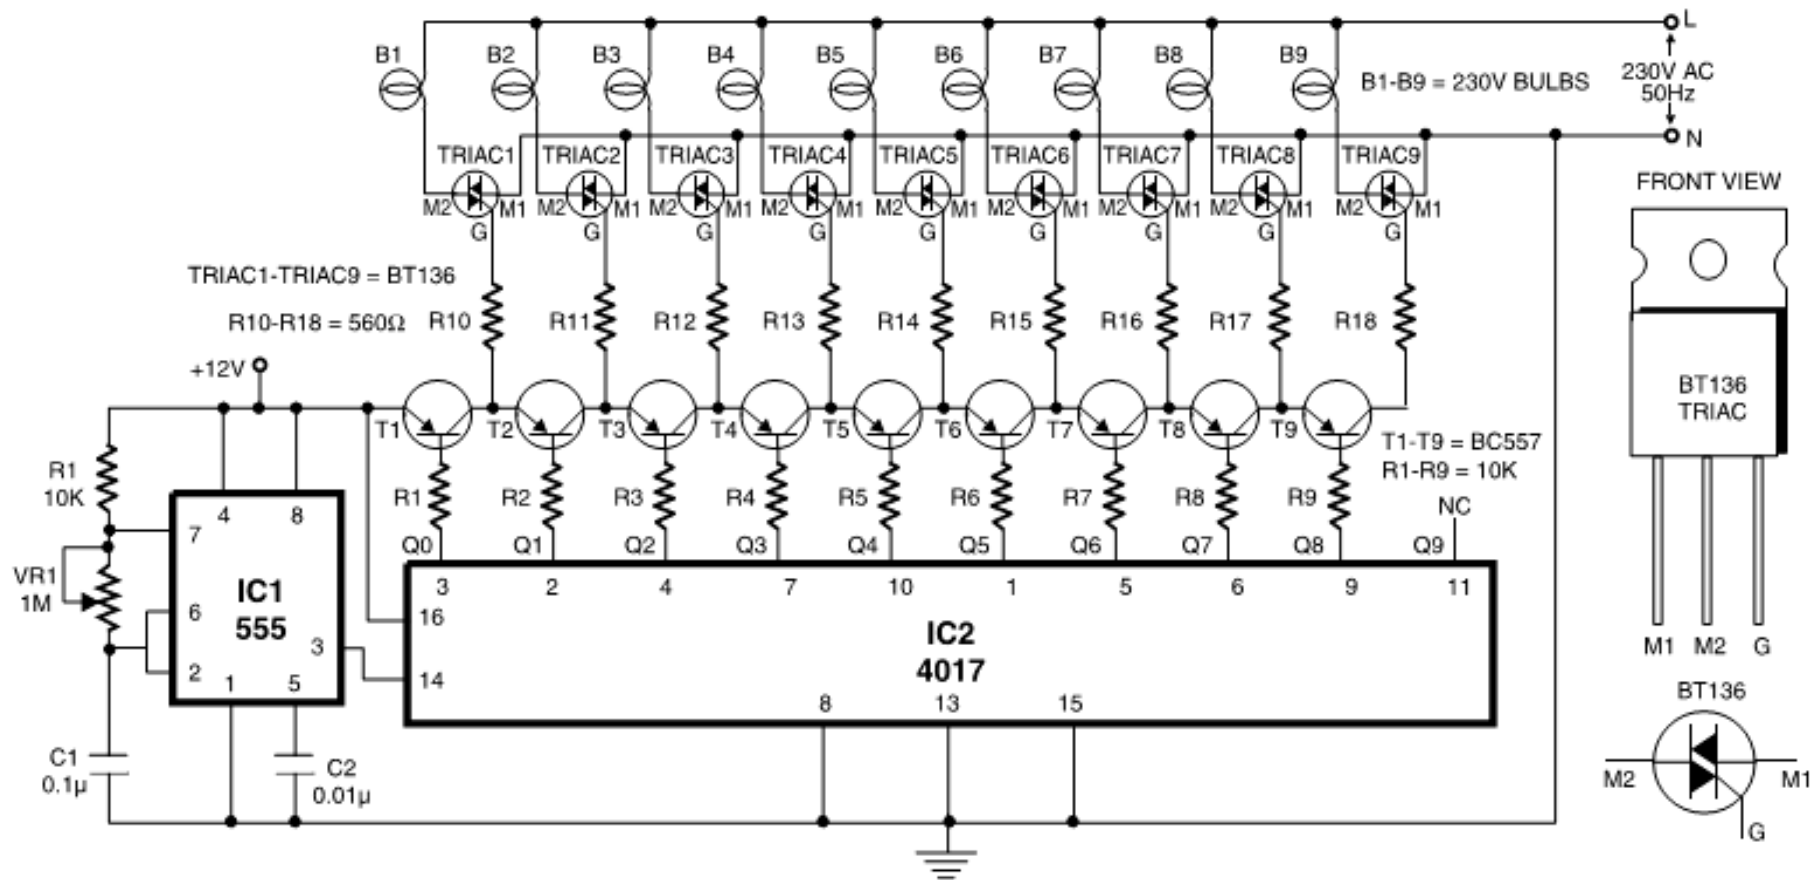 L
B1 B2 B3 B4 B5 B6 B7 B8 B9
B1-B9 = 230V BULBS
230V AC
50Hz
N
TRIAC1 TRIAC2 TRIAC3 TRIAC4 TRIAC5 TRIAC6 TRIAC7 TRIAC8 TRIAC9
M2 M1 M2 M1 M2 M1 M2 M1 M2 M1 M2 M1 M2 M1 M2 M1 M2 M1
G G G G G G G G G
FRONT VIEW
TRIAC1-TRIAC9 = BT136
R10-R18 = 560Ω
R10 R11 R12 R13 R14 R15 R16 R17 R18
+12V
T1 T2 T3 T4 T5 T6 T7 T8 T9
T1-T9 = BC557
R1-R9 = 10K
BT136
TRIAC
R1
10K
R1 R2 R3 R4 R5 R6 R7 R8 R9
NC
4 8
7
Q0 Q1 Q2 Q3 Q4 Q5 Q6 Q7 Q8 Q9
3 2 4 7 10 1 5 6 9 11
VR1
1M
IC1
555
6
3
2
1 5
16
14
IC2
4017
8 13 15
M1 M2 G
C1
0.1µ
C2
0.01µ
BT136
M2 M1
G